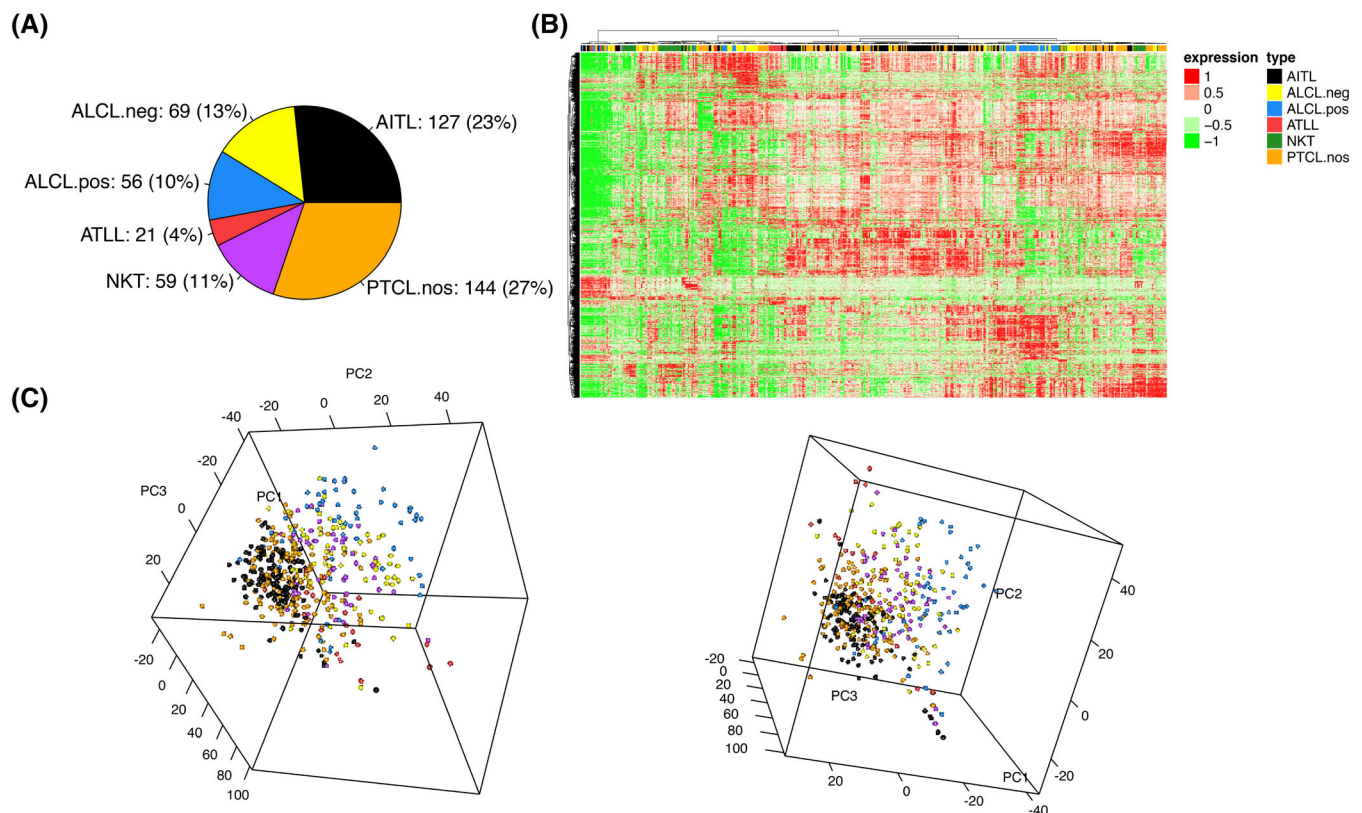 (A)
ALCL.neg: 69 (13%)
AITL: 127 (23%)
ALCL.pos: 56 (10%)
ATLL: 21 (4%)
NKT: 59 (11%)
PTCL.nos: 144 (27%)
(B)
expression
1
0.5
0
−0.5
−1
type
AITL
ALCL.neg
ALCL.pos
ATLL
NKT
PTCL.nos
(C)
PC2
-40 -20 0 20 40
PC3
-20
0
20
PC1
-20
0
20
40
60
80
100
PC2
40
20
0
-20
PC3
-20
0
20
40
60
80
100
20 0 -20 -40
PC1